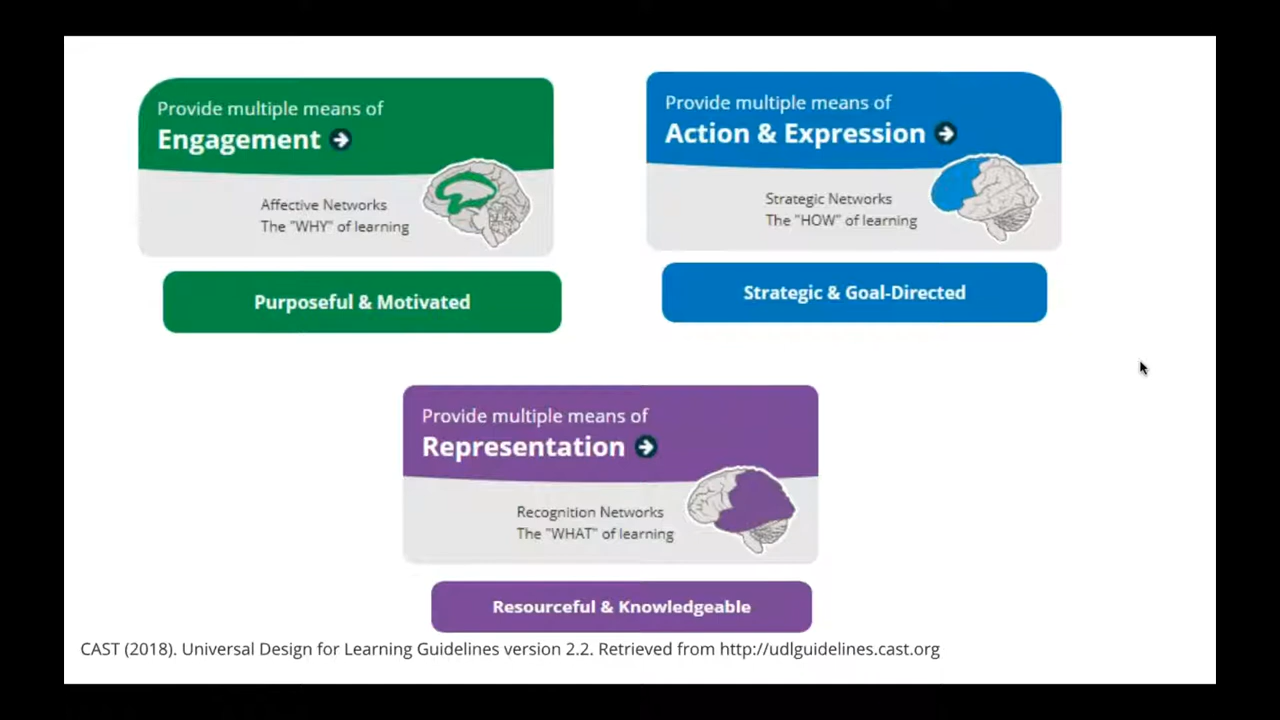 Provide multiple means of
Engagement
Affective Networks
The "WHY" of learning
Purposeful & Motivated
Provide multiple means of
Action & Expression
Strategic Networks
The "HOW" of learning
Strategic & Goal-Directed
Provide multiple means of
Representation
Recognition Networks
The "WHAT" of learning
Resourceful & Knowledgeable
CAST (2018). Universal Design for Learning Guidelines version 2.2. Retrieved from http://udlguidelines.cast.org